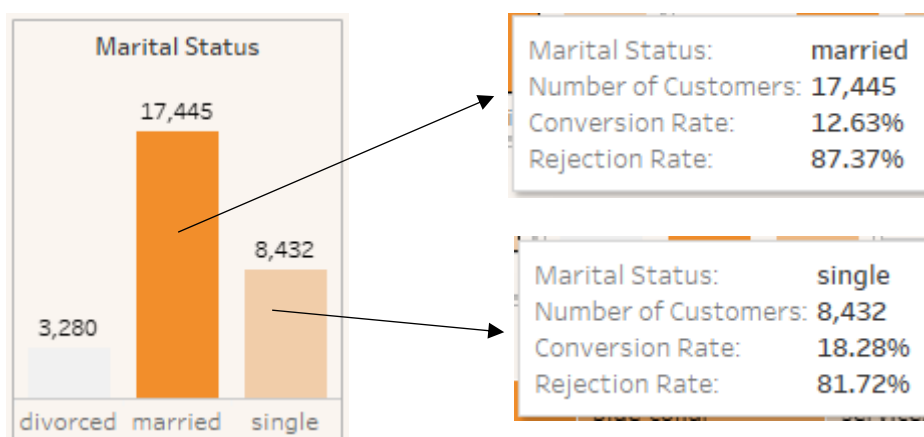 Marital Status
17,445
8,432
3,280
divorced married single
Marital Status: married
Number of Customers: 17,445
Conversion Rate: 12.63%
Rejection Rate: 87.37%
Marital Status: single
Number of Customers: 8,432
Conversion Rate: 18.28%
Rejection Rate: 81.72%